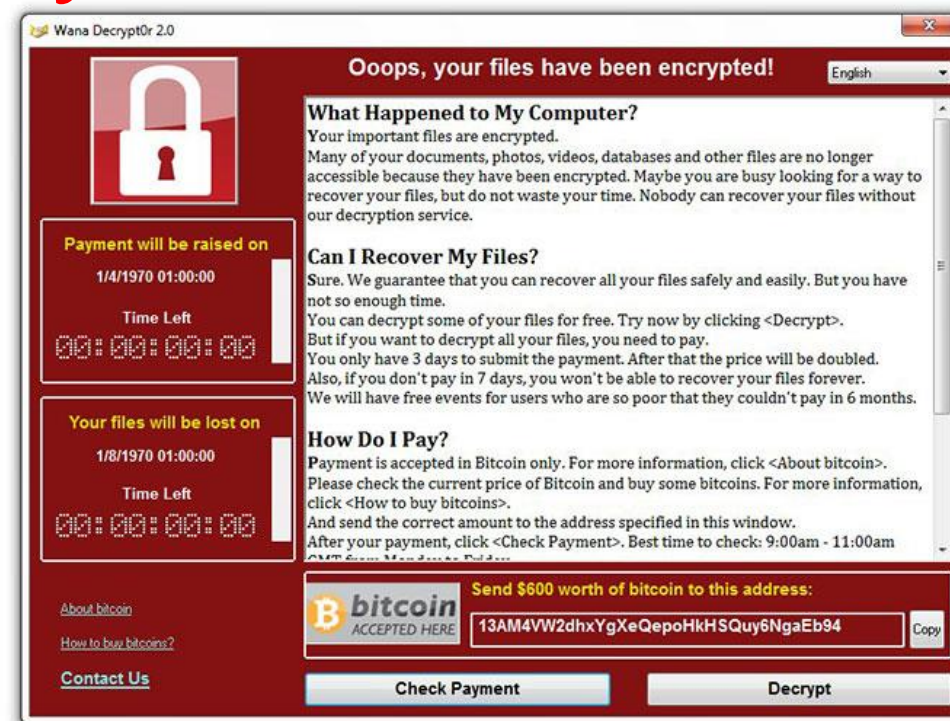 Wana Decrypt0r 2.0
Ooops, your files have been encrypted!
English
What Happened to My Computer?
Your important files are encrypted.
Many of your documents, photos, videos, databases and other files are no longer
accessible because they have been encrypted. Maybe you are busy looking for a way to
recover your files, but do not waste your time. Nobody can recover your files without
our decryption service.
Can I Recover My Files?
Sure. We guarantee that you can recover all your files safely and easily. But you have
not so enough time.
You can decrypt some of your files for free. Try now by clicking <Decrypt>.
But if you want to decrypt all your files, you need to pay.
You only have 3 days to submit the payment. After that the price will be doubled.
Also, if you don't pay in 7 days, you won't be able to recover your files forever.
We will have free events for users who are so poor that they couldn't pay in 6 months.
How Do I Pay?
Payment is accepted in Bitcoin only. For more information, click <About bitcoin>.
Please check the current price of Bitcoin and buy some bitcoins. For more information,
click <How to buy bitcoins>.
And send the correct amount to the address specified in this window.
After your payment, click <Check Payment>. Best time to check: 9:00am - 11:00am
GMT from Monday to Friday
Payment will be raised on
1/4/1970 01:00:00
Time Left
00:00:00:00
Your files will be lost on
1/8/1970 01:00:00
Time Left
00:00:00:00
About bitcoin
How to buy bitcoins?
Contact Us
bitcoin
ACCEPTED HERE
Send $600 worth of bitcoin to this address:
13AM4VW2dhxYgXeQepoHkHSQuy6NgaEb94
Copy
Check Payment
Decrypt